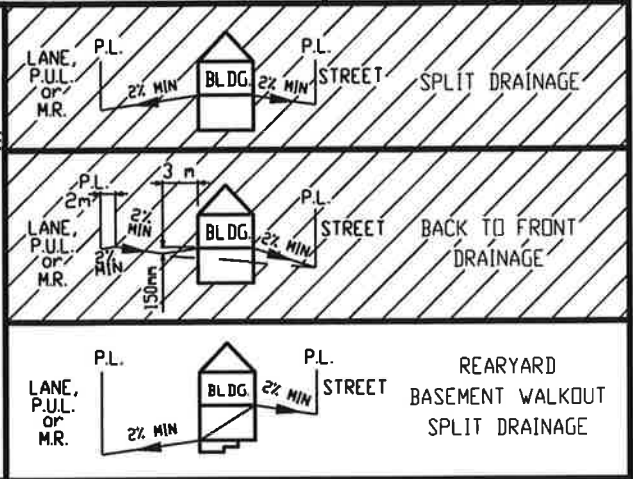 P.L.
P.L.
LANE,
P.U.L.
or
M.R.
2% MIN
BLDG.
2% MIN
STREET
SPLIT DRAINAGE
3 m
P.L.
2m
P.L.
LANE,
P.U.L.
or
M.R.
2%
MIN
2%
MIN
150mm
BLDG.
2% MIN
STREET
BACK TO FRONT
DRAINAGE
P.L.
P.L.
LANE,
P.U.L.
or
M.R.
2% MIN
BLDG.
2% MIN
STREET
REARYARD
BASEMENT WALKOUT
SPLIT DRAINAGE